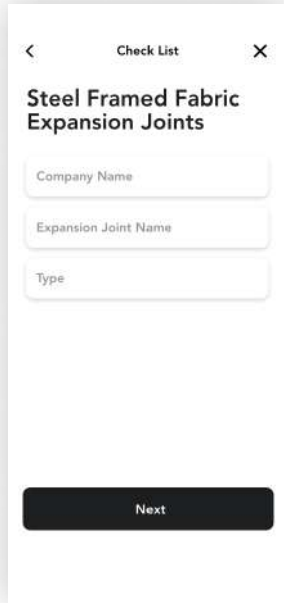 Check List
Steel Framed Fabric
Expansion Joints
Company Name
Expansion Joint Name
Type
Next